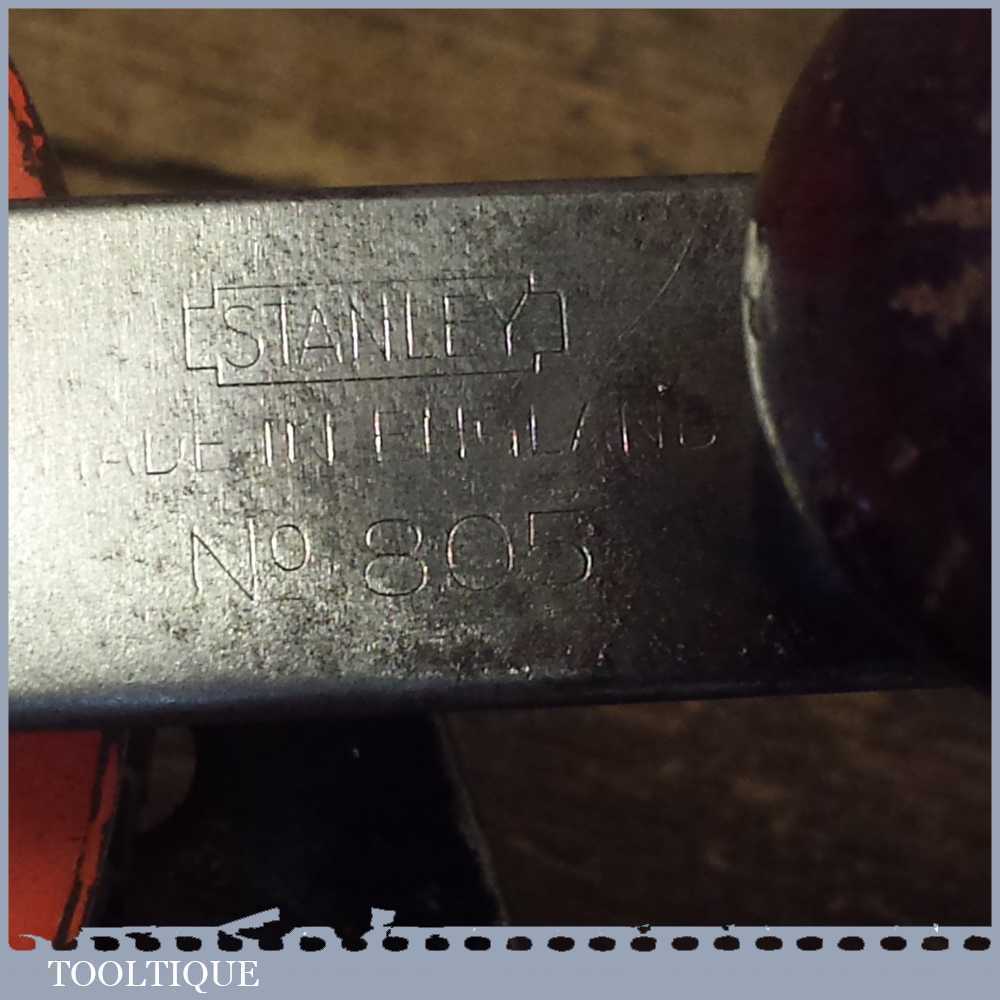 STANLEY
MADE IN ENGLAND
Nº 805
TOOLTIQUE